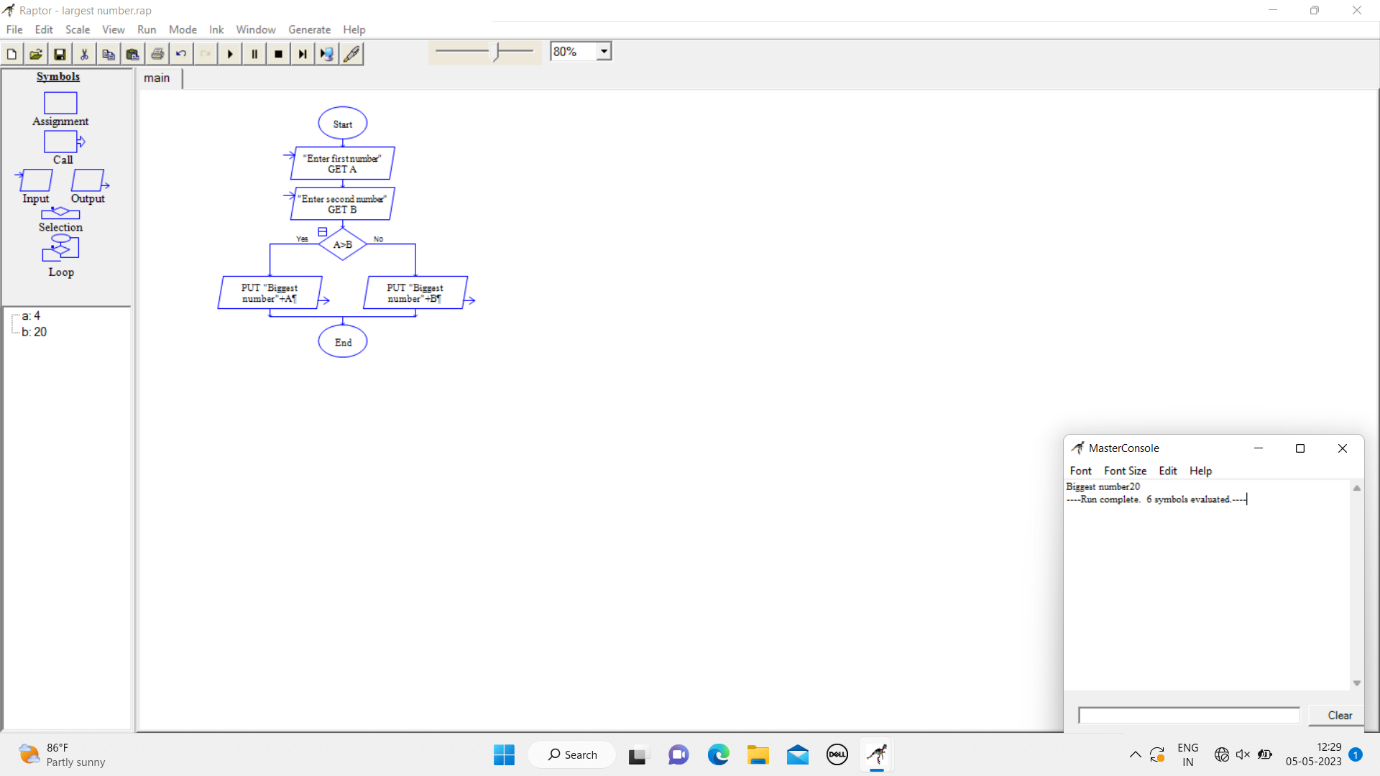 Raptor - largest number.rap
File Edit Scale View Run Mode Ink Window Generate Help
80%
Symbols
Assignment
Call
Input Output
Selection
Loop
a: 4
b: 20
main
Start
"Enter first number"
GET A
"Enter second number"
GET B
Yes A>B No
PUT "Biggest
number"+A¶
PUT "Biggest
number"+B¶
End
MasterConsole
Font Font Size Edit Help
Biggest number20
----Run complete. 6 symbols evaluated.----
Clear
86°F
Partly sunny
Search
DELL
ENG
IN
12:29
05-05-2023
1